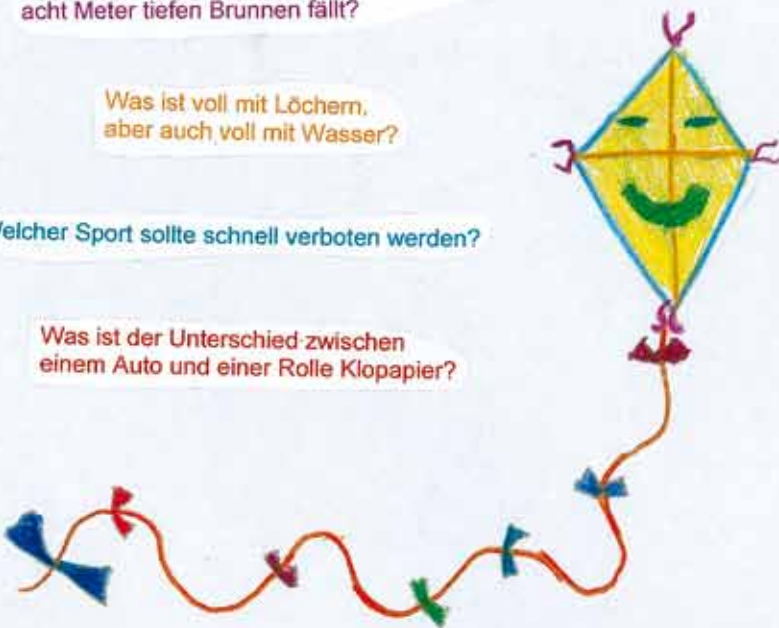 acht Meter tiefen Brunnen fällt?
Was ist voll mit Löchern,
aber auch voll mit Wasser?
Welcher Sport sollte schnell verboten werden?
Was ist der Unterschied zwischen
einem Auto und einer Rolle Klopapier?